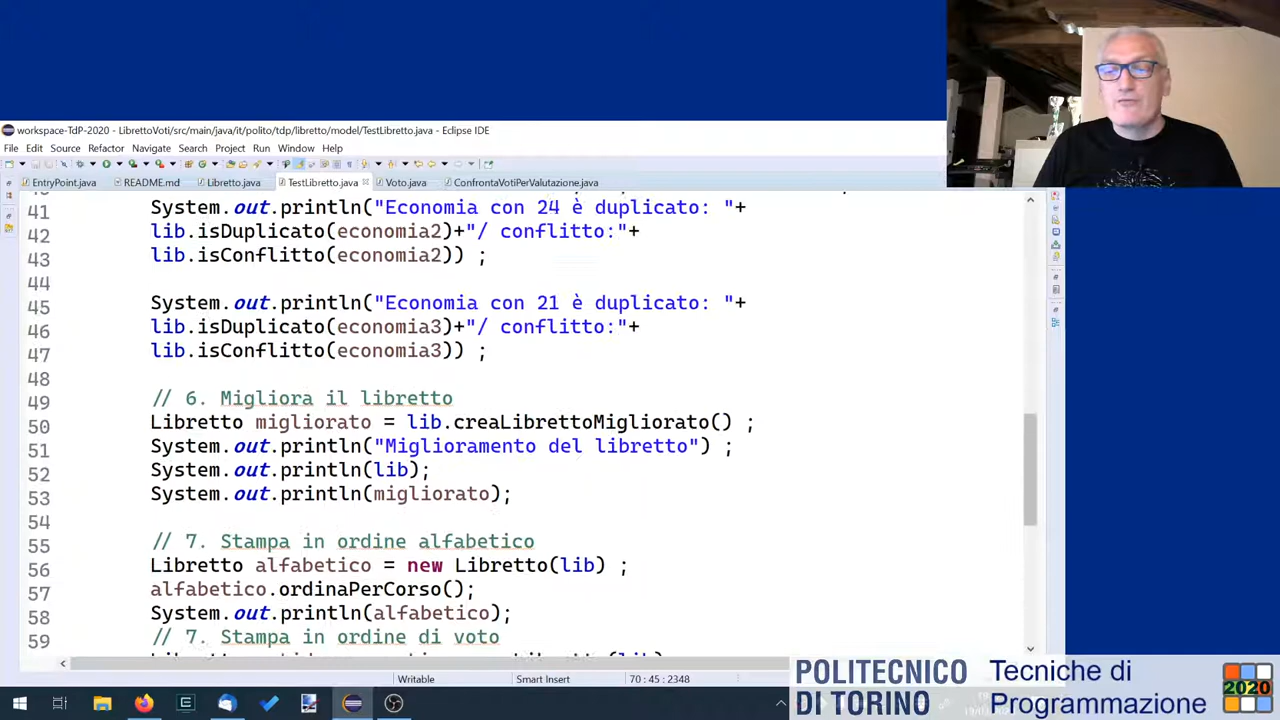 workspace-TdP-2020 - LibrettoVoti/src/main/java/it/polito/tdp/libretto/model/TestLibretto.java - Eclipse IDE
File Edit Source Refactor Navigate Search Project Run Window Help
EntryPoint.java README.md Libretto.java TestLibretto.java Voto.java ConfrontaVotiPerValutazione.java
41 System.out.println("Economia con 24 è duplicato: "+
42 lib.isDuplicato(economia2)+"/ conflitto:"+
43 lib.isConflitto(economia2)) ;
44
45 System.out.println("Economia con 21 è duplicato: "+
46 lib.isDuplicato(economia3)+"/ conflitto:"+
47 lib.isConflitto(economia3)) ;
48
49 // 6. Migliora il libretto
50 Libretto migliorato = lib.creaLibrettoMigliorato() ;
51 System.out.println("Miglioramento del libretto") ;
52 System.out.println(lib);
53 System.out.println(migliorato);
54
55 // 7. Stampa in ordine alfabetico
56 Libretto alfabetico = new Libretto(lib) ;
57 alfabetico.ordinaPerCorso();
58 System.out.println(alfabetico);
59 // 7. Stampa in ordine di voto
Writable Smart Insert 70 : 45 : 2348
POLITECNICO
DI TORINO
Tecniche di
Programmazione
2020